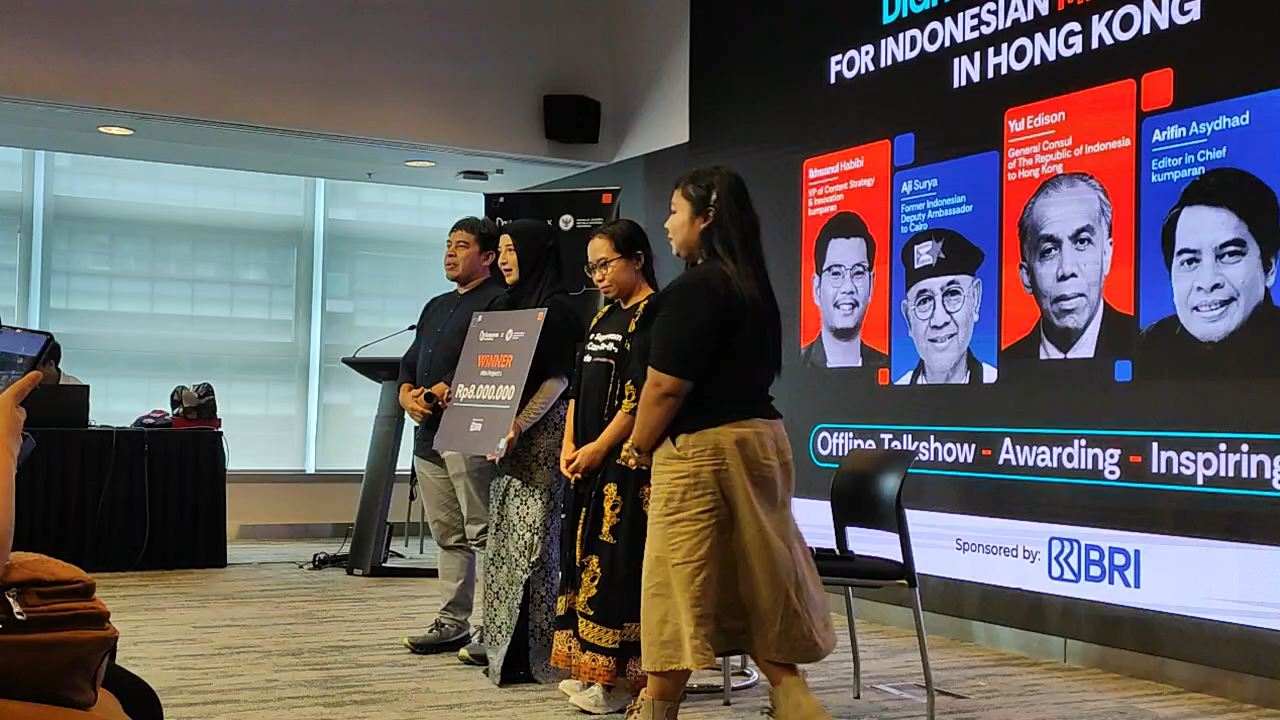 FOR INDONESIAN
IN HONG KONG
Ikhwanul Habibi
VP of Content Strategy
& Innovation
kumparan
Aji Surya
Former Indonesian
Deputy Ambassador
to Cairo
Yul Edison
General Consul
of The Republic of Indonesia
to Hong Kong
Arifin Asydhad
Editor in Chief
kumparan
Offline Talkshow - Awarding - Inspiring
Sponsored by: BRI
WINNER
Rp8.000.000